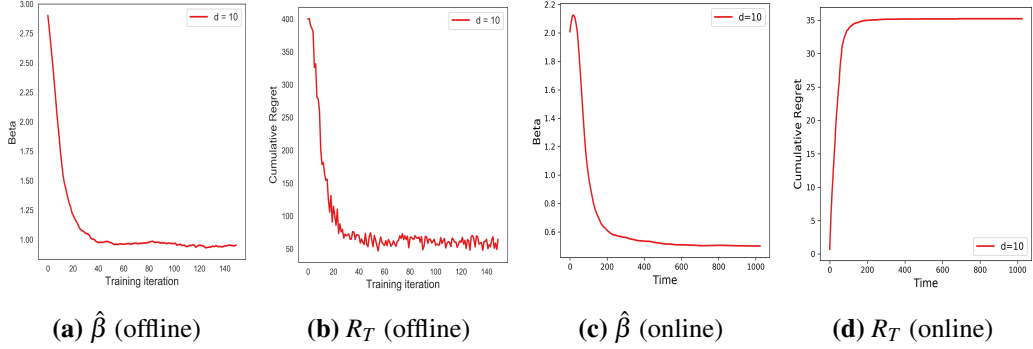 3.00
2.75
2.50
2.25
2.00
1.75
1.50
1.25
1.00
Beta
0 20 40 60 80 100 120 140
Training iteration
d = 10
(a) β̂ (offline)
400
350
300
250
200
150
100
50
Cumulative Regret
0 20 40 60 80 100 120 140
Training iteration
d = 10
(b) R_T (offline)
2.2
2.0
1.8
1.6
1.4
1.2
1.0
0.8
0.6
Beta
0 200 400 600 800 1000
Time
d=10
(c) β̂ (online)
35
30
25
20
15
10
5
0
Cumulative Regret
0 200 400 600 800 1000
Time
d=10
(d) R_T (online)